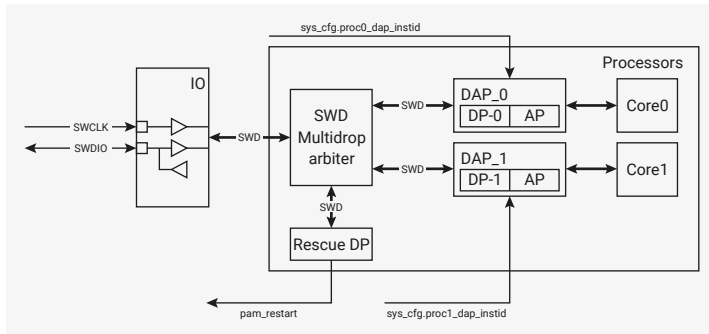 sys_cfg.proc0_dap_instid
Processors
IO
DAP_0
DP-0 AP
Core0
SWD
Multidrop
arbiter
SWD
SWCLK
SWD
SWDIO
DAP_1
DP-1 AP
Core1
SWD
SWD
Rescue DP
pam_restart
sys_cfg.proc1_dap_instid